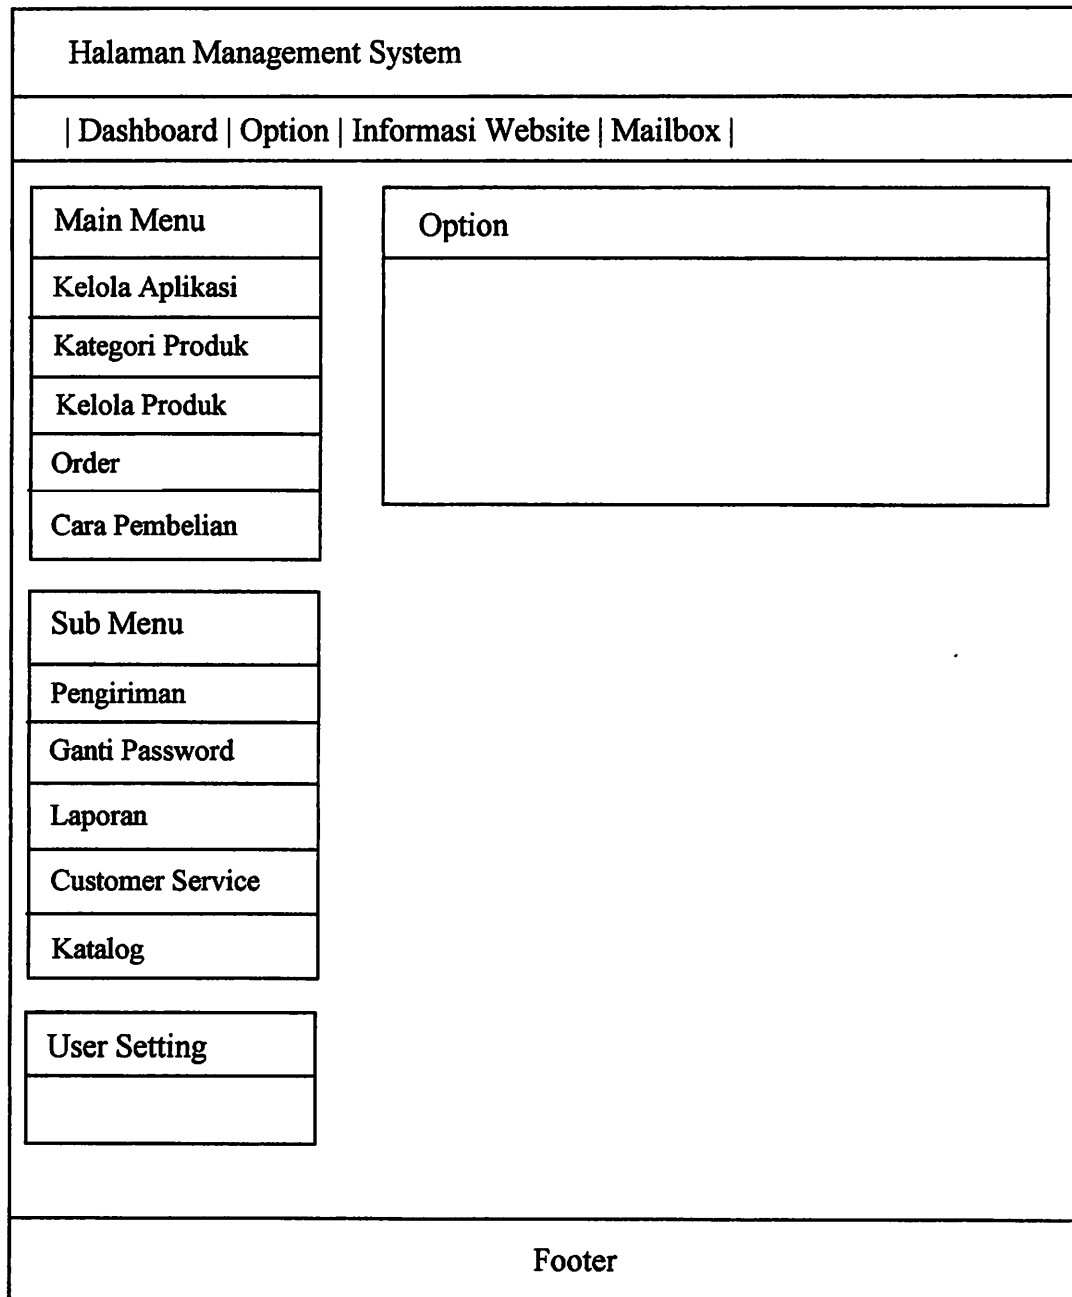 Halaman Management System
| Dashboard | Option | Informasi Website | Mailbox |
Main Menu
Kelola Aplikasi
Kategori Produk
Kelola Produk
Order
Cara Pembelian
Option
Sub Menu
Pengiriman
Ganti Password
Laporan
Customer Service
Katalog
User Setting
Footer